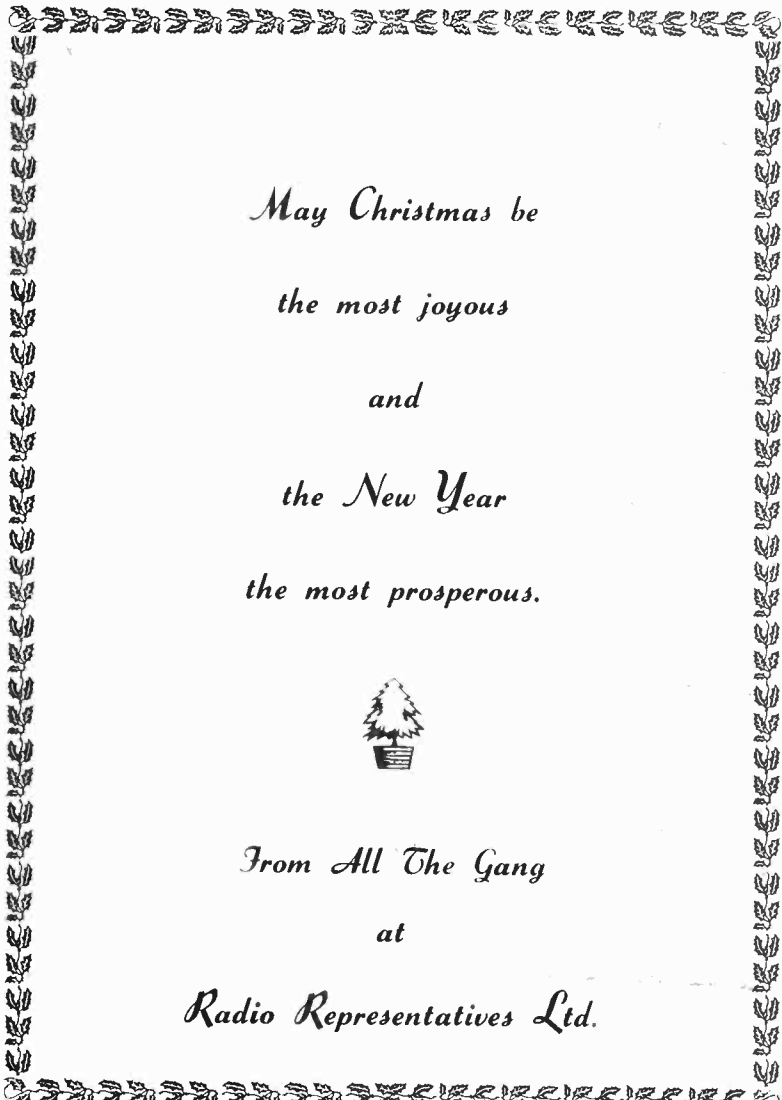 May Christmas be
the most joyous
and
the New Year
the most prosperous.
From All The Gang
at
Radio Representatives Ltd.